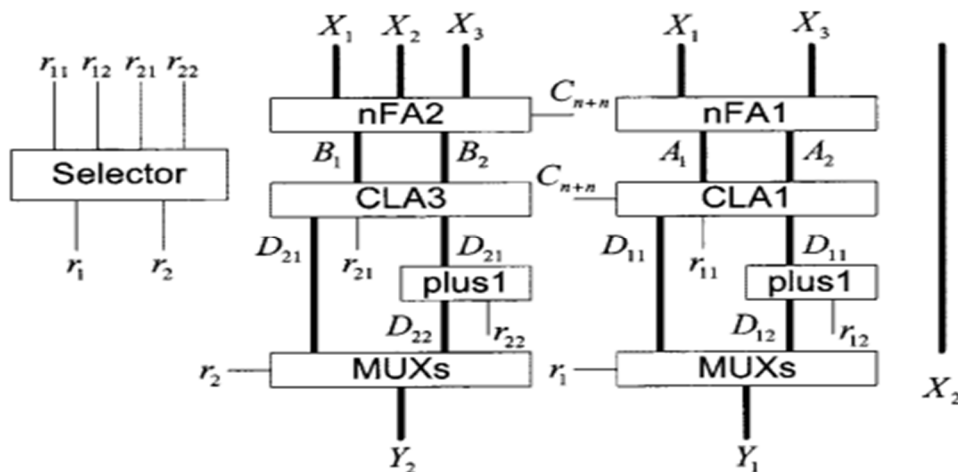 X₁ X₂ X₃ X₁ X₃
r₁₁ r₁₂ r₂₁ r₂₂
Cₙ₊ₙ
nFA2 nFA1
B₁ B₂ A₁ A₂
Selector
Cₙ₊ₙ
CLA3 CLA1
r₁ r₂
D₂₁ r₂₁ D₂₁ D₁₁ r₁₁ D₁₁
plus1 plus1
D₂₂ r₂₂ D₁₂ r₁₂
r₂ MUXs r₁ MUXs
X₂
Y₂ Y₁